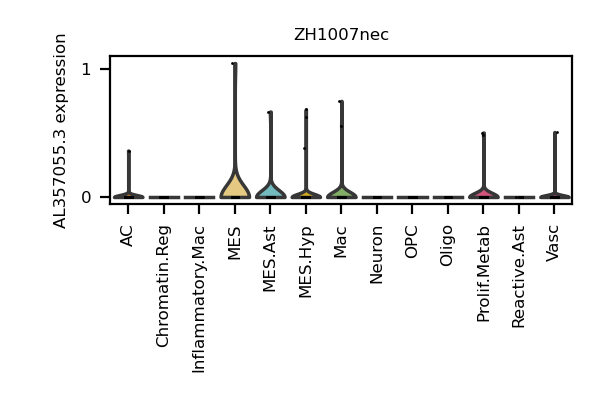 ZH1007nec
AL357055.3 expression
1
0
AC
Chromatin.Reg
Inflammatory.Mac
MES
MES.Ast
MES.Hyp
Mac
Neuron
OPC
Oligo
Prolif.Metab
Reactive.Ast
Vasc